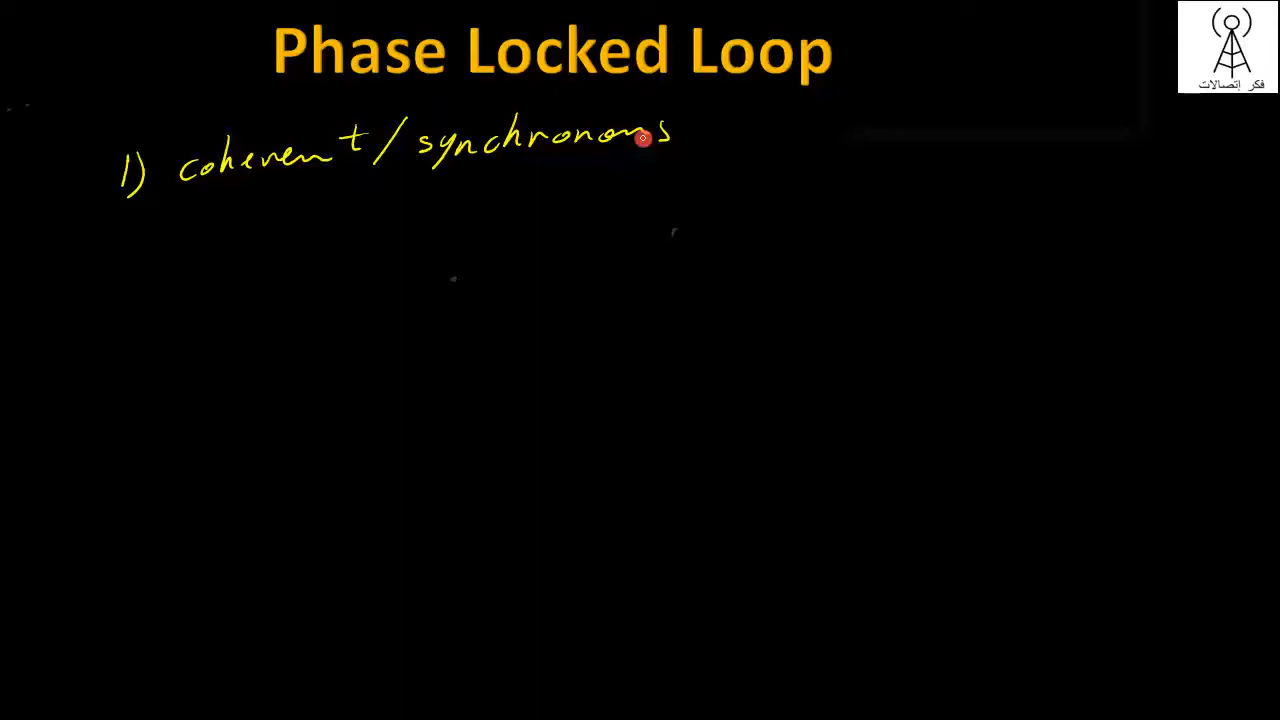 Phase Locked Loop
فكر إتصالات
1) coherent / synchronous